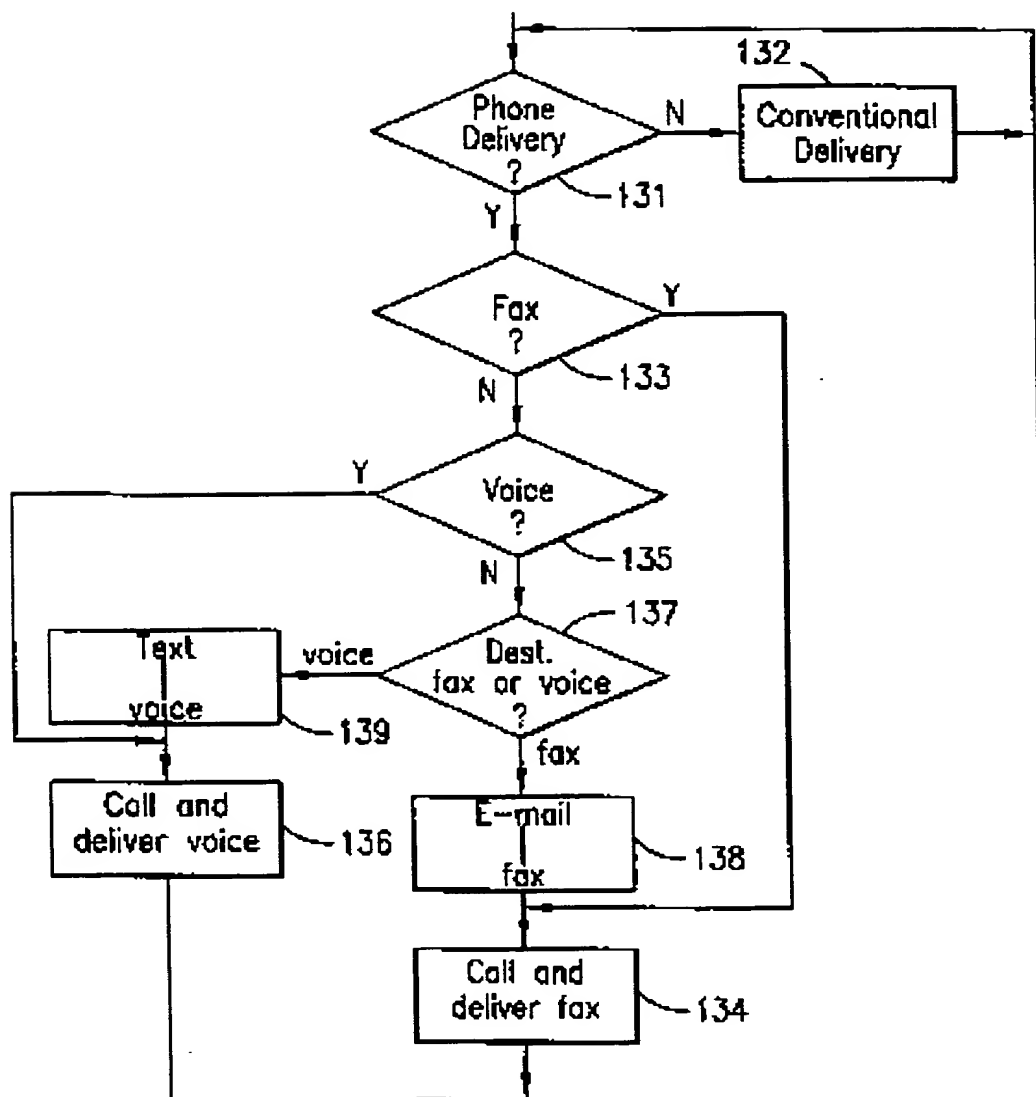 132
Phone
Delivery
?
N
Conventional
Delivery
131
Y
Fax
?
Y
133
N
Y
Voice
?
135
N
137
Text
voice
voice
Dest.
fax or voice
?
139
fax
Call and
deliver voice
136
E-mail
fax
138
Call and
deliver fax
134